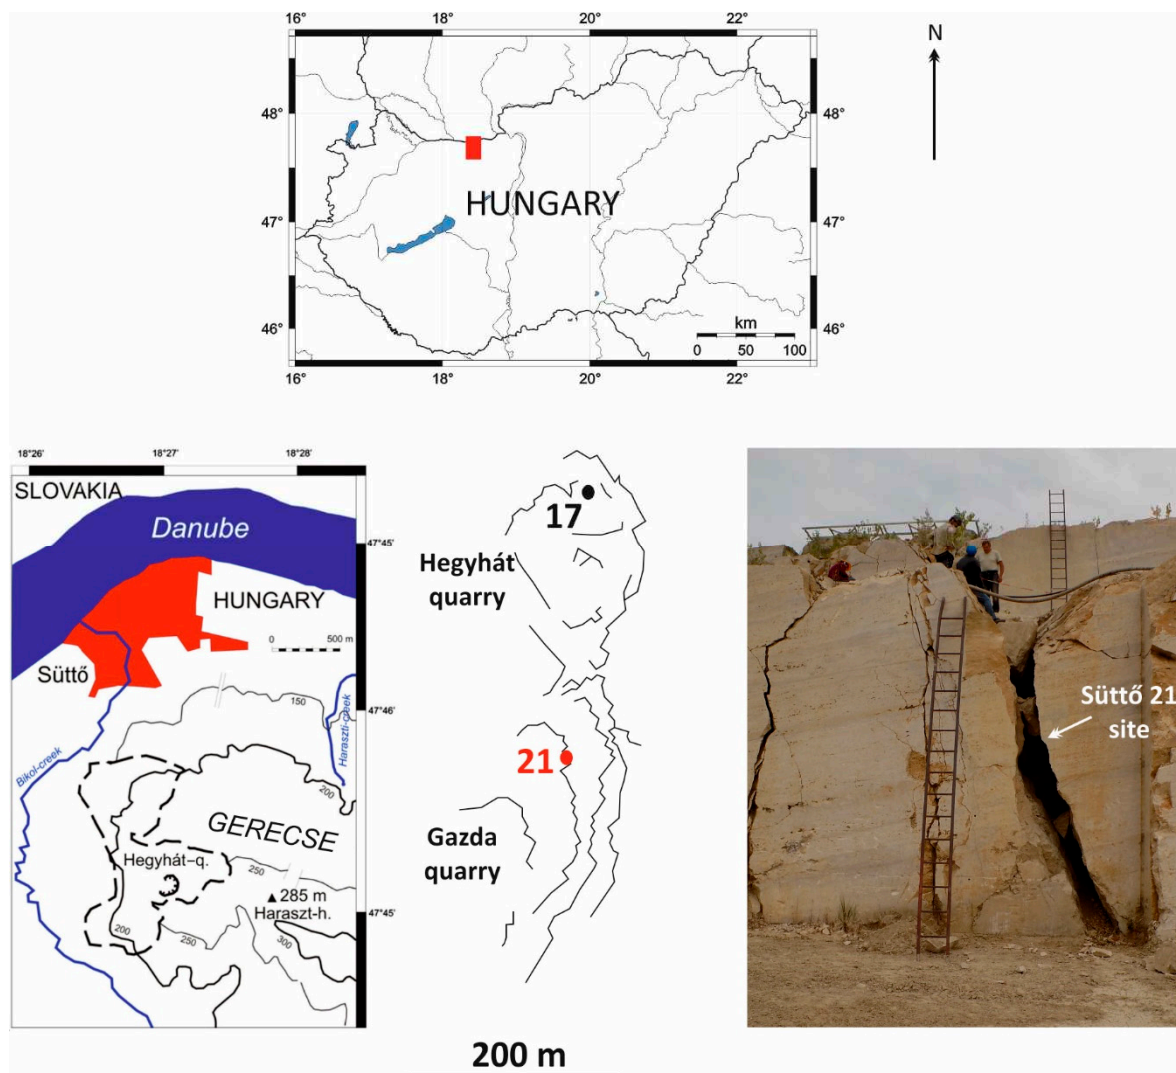 16°
18°
20°
22°
N
48°
48°
HUNGARY
47°
47°
46°
46°
km
0 50 100
16°
18°
20°
22°
18°26'
18°27'
18°28'
SLOVAKIA
Danube
47°45'
HUNGARY
0 500 m
Süttő
150
47°46'
Bikol-creek
Haraszti-creek
200
GERECSE
Hegyhát-q.
250
285 m
Haraszt-h.
47°45'
200
250
300
17
Hegyhát
quarry
21
Gazda
quarry
200 m
Süttő 21
site